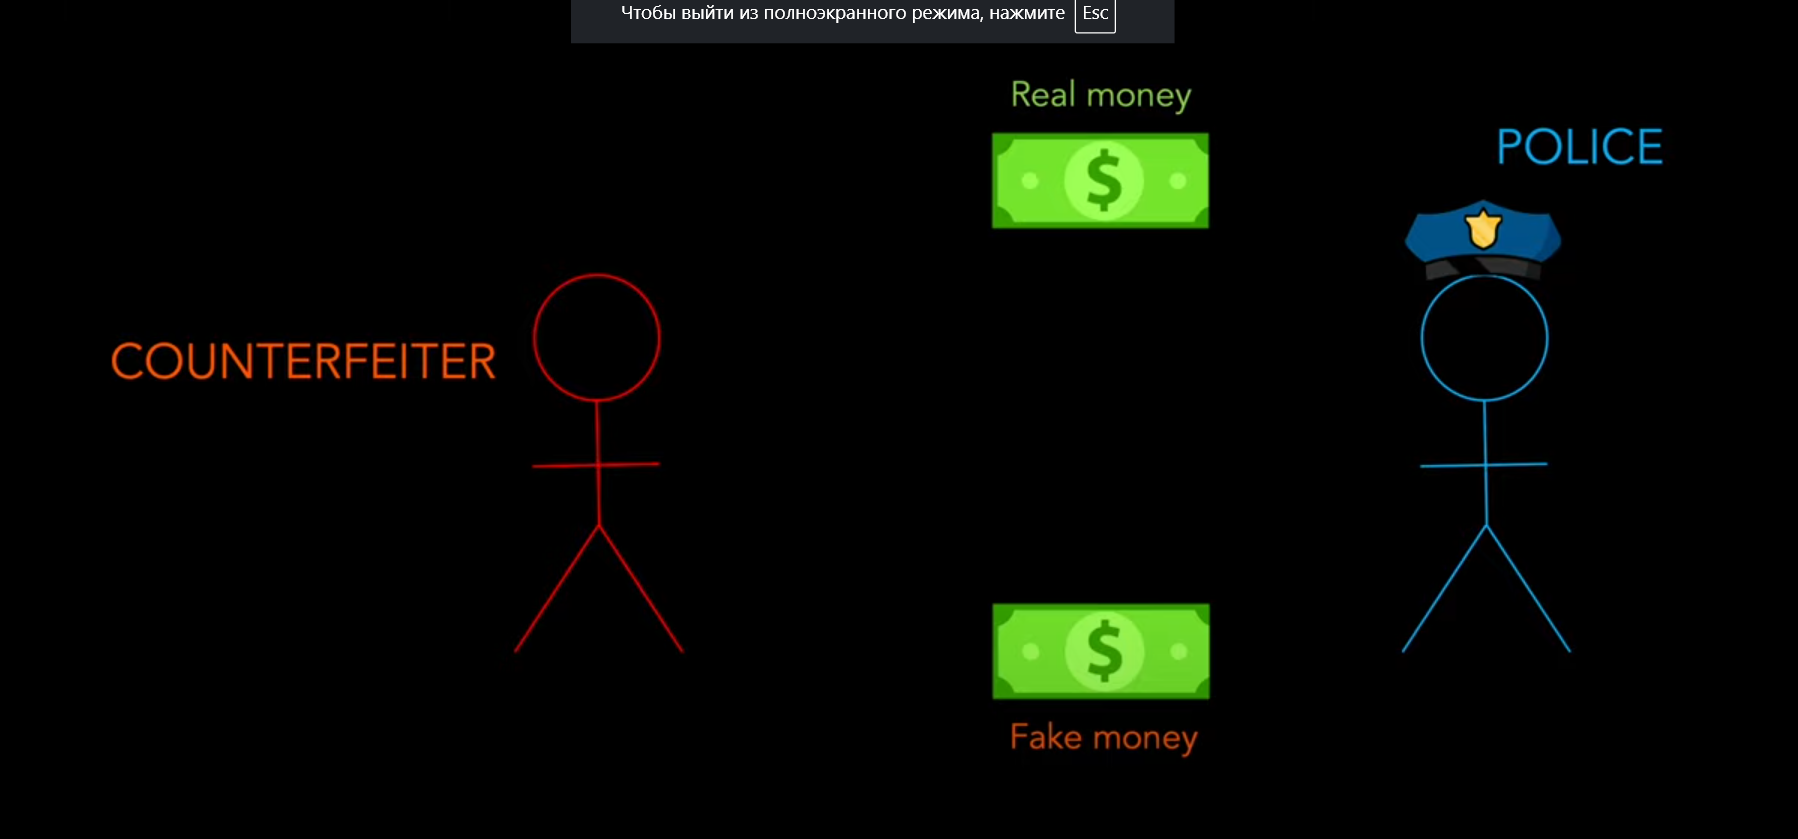 Чтобы выйти из полноэкранного режима, нажмите Esc
Real money
$
POLICE
COUNTERFEITER
$
Fake money